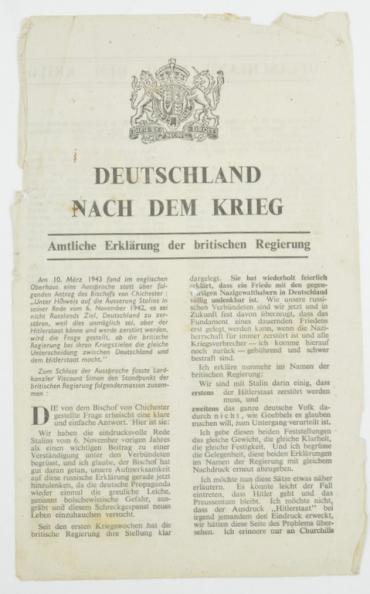 DEUTSCHLAND
NACH DEM KRIEG
Amtliche Erklärung der britischen Regierung
Am 10. März 1943 fand im englischen
Oberhaus eine Aussprache statt über fol-
genden Antrag des Bischofs von Chichester:
„Unter Hinweis auf die Äusserung Stalins in
seiner Rede vom 6. November 1942, es sei
nicht Russlands Ziel, Deutschland zu zer-
stören, weil dies unmöglich sei, aber der
Hitlerstaat könne und werde zerstört werden,
wird die Frage gestellt, ob die britische
Regierung bei ihren Kriegszielen die gleiche
Unterscheidung zwischen Deutschland und
dem Hitlerstaat macht.”
Zum Schlusse der Aussprache fasste Lord-
kanzler Viscount Simon den Standpunkt der
britischen Regierung folgendermassen zusam-
men:
DIE von dem Bischof von Chichester
gestellte Frage erheischt eine klare
und einfache Antwort. Hier ist sie:
Wir haben die eindrucksvolle Rede
Stalins vom 6. November vorigen Jahres
als einen wichtigen Beitrag zu einer
Verständigung unter den Verbündeten
begrüsst, und ich glaube, der Bischof hat
gut daran getan, unsere Aufmerksamkeit
auf diese russische Erklärung gerade jetzt
hinzulenken, da die deutsche Propaganda
wieder einmal die greuliche Leiche,
genannt bolschewistische Gefahr, aus-
gräbt und diesem Schreckgespenst neues
Leben einzuhauchen versucht.
Seit den ersten Kriegswochen hat die
britische Regierung ihre Stellung klar
dargelegt. Sie hat wiederholt feierlich
erklärt, dass ein Friede mit den gegen-
wärtigen Nazigewalthabern in Deutschland
völlig undenkbar ist. Wie unsere russi-
schen Verbündeten sind wir jetzt und in
Zukunft fest davon überzeugt, dass das
Fundament eines dauernden Friedens
erst gelegt werden kann, wenn die Nazi-
herrschaft für immer zerstört ist und alle
Kriegsverbrecher — ich komme hierauf
noch zurück — gebührend und schwer
bestraft sind.
Ich erkläre nunmehr im Namen der
britischen Regierung:
Wir sind mit Stalin darin einig, dass
erstens der Hitlerstaat zerstört werden
muss, und
zweitens das ganze deutsche Volk da-
durch nicht, wie Goebbels es glauben
machen will, zum Untergang verurteilt ist.
Ich gebe diesen beiden Feststellungen
das gleiche Gewicht, die gleiche Klarheit,
die gleiche Festigkeit. Und ich begrüsse
die Gelegenheit, diese beiden Erklärungen
im Namen der Regierung mit gleichem
Nachdruck erneut abzugeben.
Ich möchte nun diese Sätze etwas näher
erläutern. Es könnte leicht der Fall
eintreten, dass Hitler geht und das
Preussentum bleibt. Ich möchte nicht,
dass der Ausdruck „Hitlerstaat” bei
irgend jemandem den Eindruck erweckt,
wir hätten diese Seite des Problems über-
sehen. Ich erinnere nur an Churchills